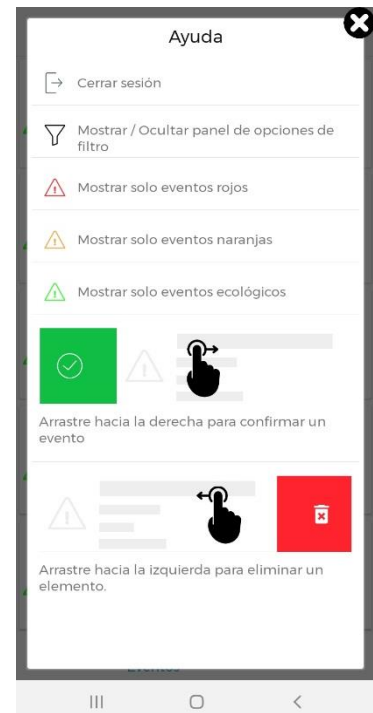 Ayuda
Cerrar sesión
Mostrar / Ocultar panel de opciones de
filtro
Mostrar solo eventos rojos
Mostrar solo eventos naranjas
Mostrar solo eventos ecológicos
Arrastre hacia la derecha para confirmar un
evento
Arrastre hacia la izquierda para eliminar un
elemento.
Eventos